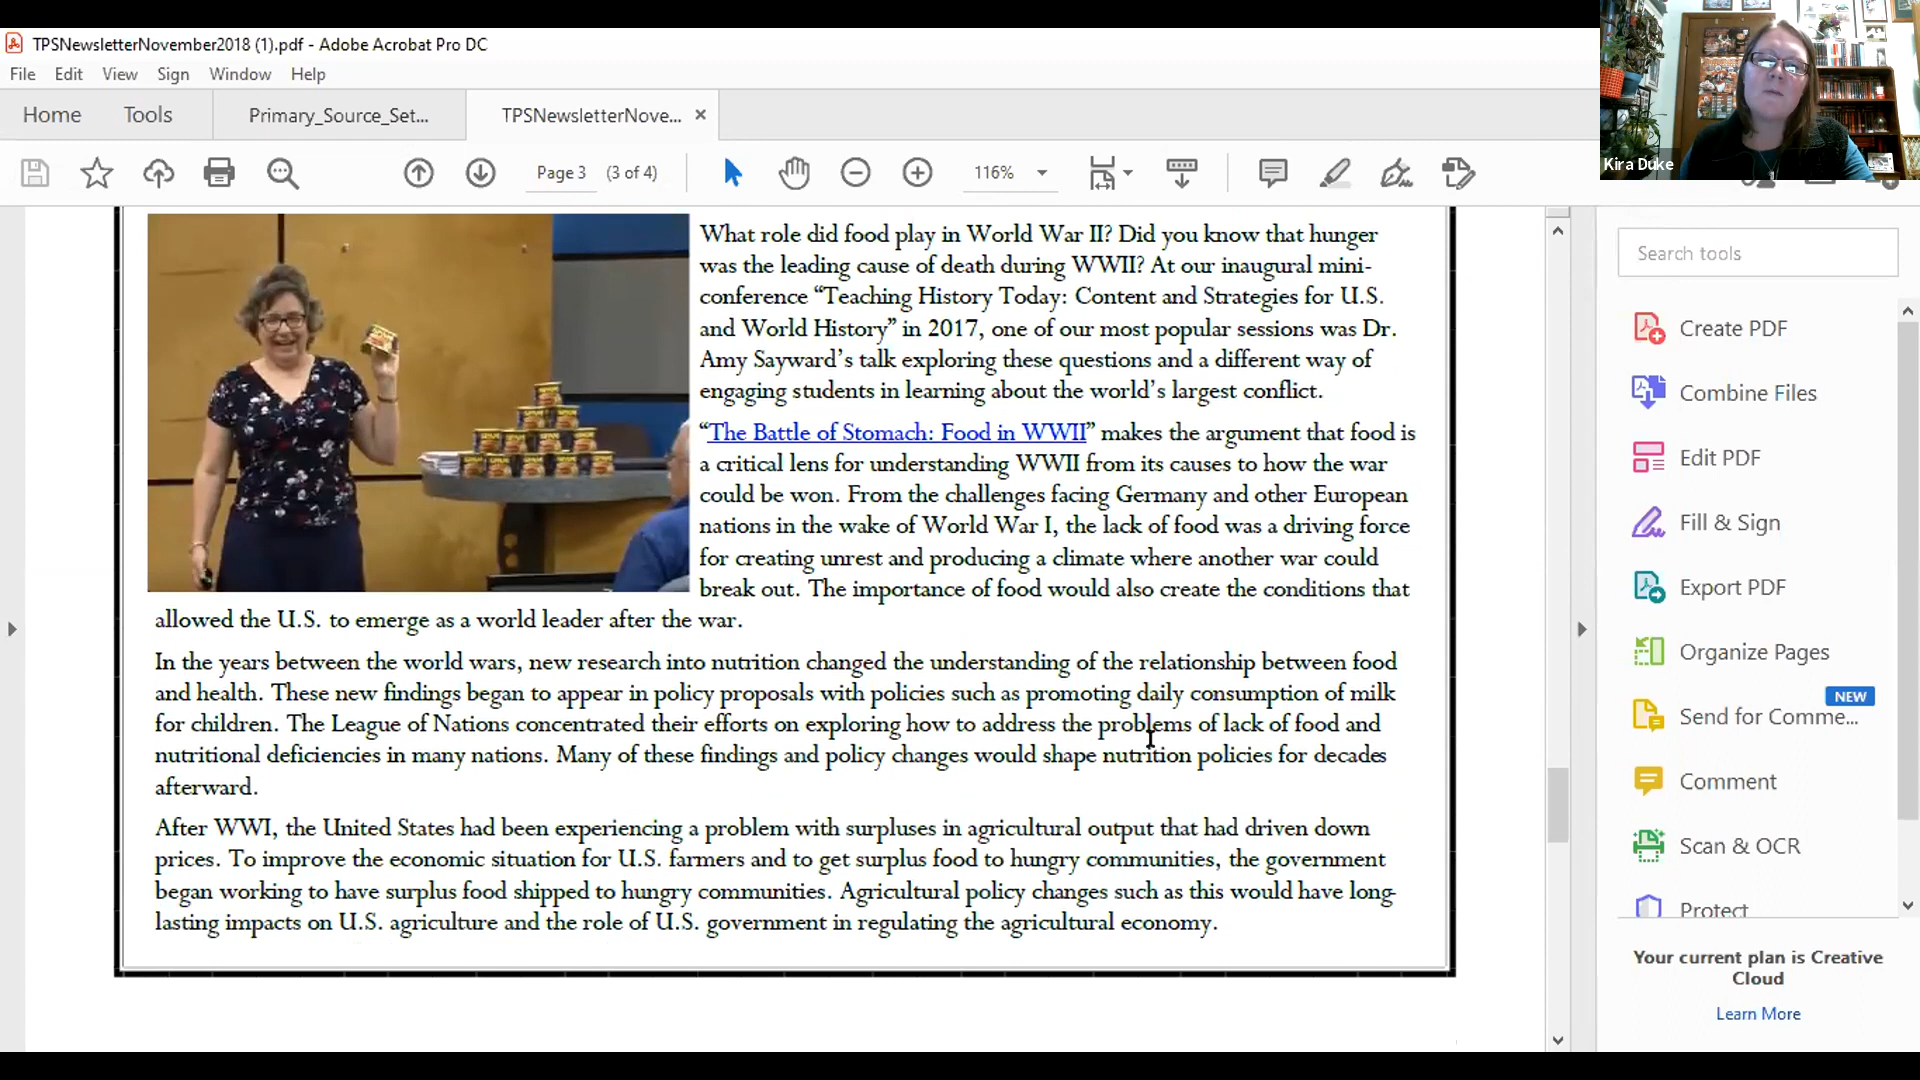 TPSNewsletterNovember2018 (1).pdf - Adobe Acrobat Pro DC
File Edit View Sign Window Help
Home Tools Primary_Source_Set... TPSNewsletterNove... ×
Page 3 (3 of 4) 116%
Kira Duke
What role did food play in World War II? Did you know that hunger
was the leading cause of death during WWII? At our inaugural mini-
conference “Teaching History Today: Content and Strategies for U.S.
and World History” in 2017, one of our most popular sessions was Dr.
Amy Sayward’s talk exploring these questions and a different way of
engaging students in learning about the world’s largest conflict.
“The Battle of Stomach: Food in WWII” makes the argument that food is
a critical lens for understanding WWII from its causes to how the war
could be won. From the challenges facing Germany and other European
nations in the wake of World War I, the lack of food was a driving force
for creating unrest and producing a climate where another war could
break out. The importance of food would also create the conditions that
allowed the U.S. to emerge as a world leader after the war.
In the years between the world wars, new research into nutrition changed the understanding of the relationship between food
and health. These new findings began to appear in policy proposals with policies such as promoting daily consumption of milk
for children. The League of Nations concentrated their efforts on exploring how to address the problems of lack of food and
nutritional deficiencies in many nations. Many of these findings and policy changes would shape nutrition policies for decades
afterward.
After WWI, the United States had been experiencing a problem with surpluses in agricultural output that had driven down
prices. To improve the economic situation for U.S. farmers and to get surplus food to hungry communities, the government
began working to have surplus food shipped to hungry communities. Agricultural policy changes such as this would have long-
lasting impacts on U.S. agriculture and the role of U.S. government in regulating the agricultural economy.
Search tools
Create PDF
Combine Files
Edit PDF
Fill & Sign
Export PDF
Organize Pages
NEW
Send for Comme...
Comment
Scan & OCR
Protect
Your current plan is Creative
Cloud
Learn More